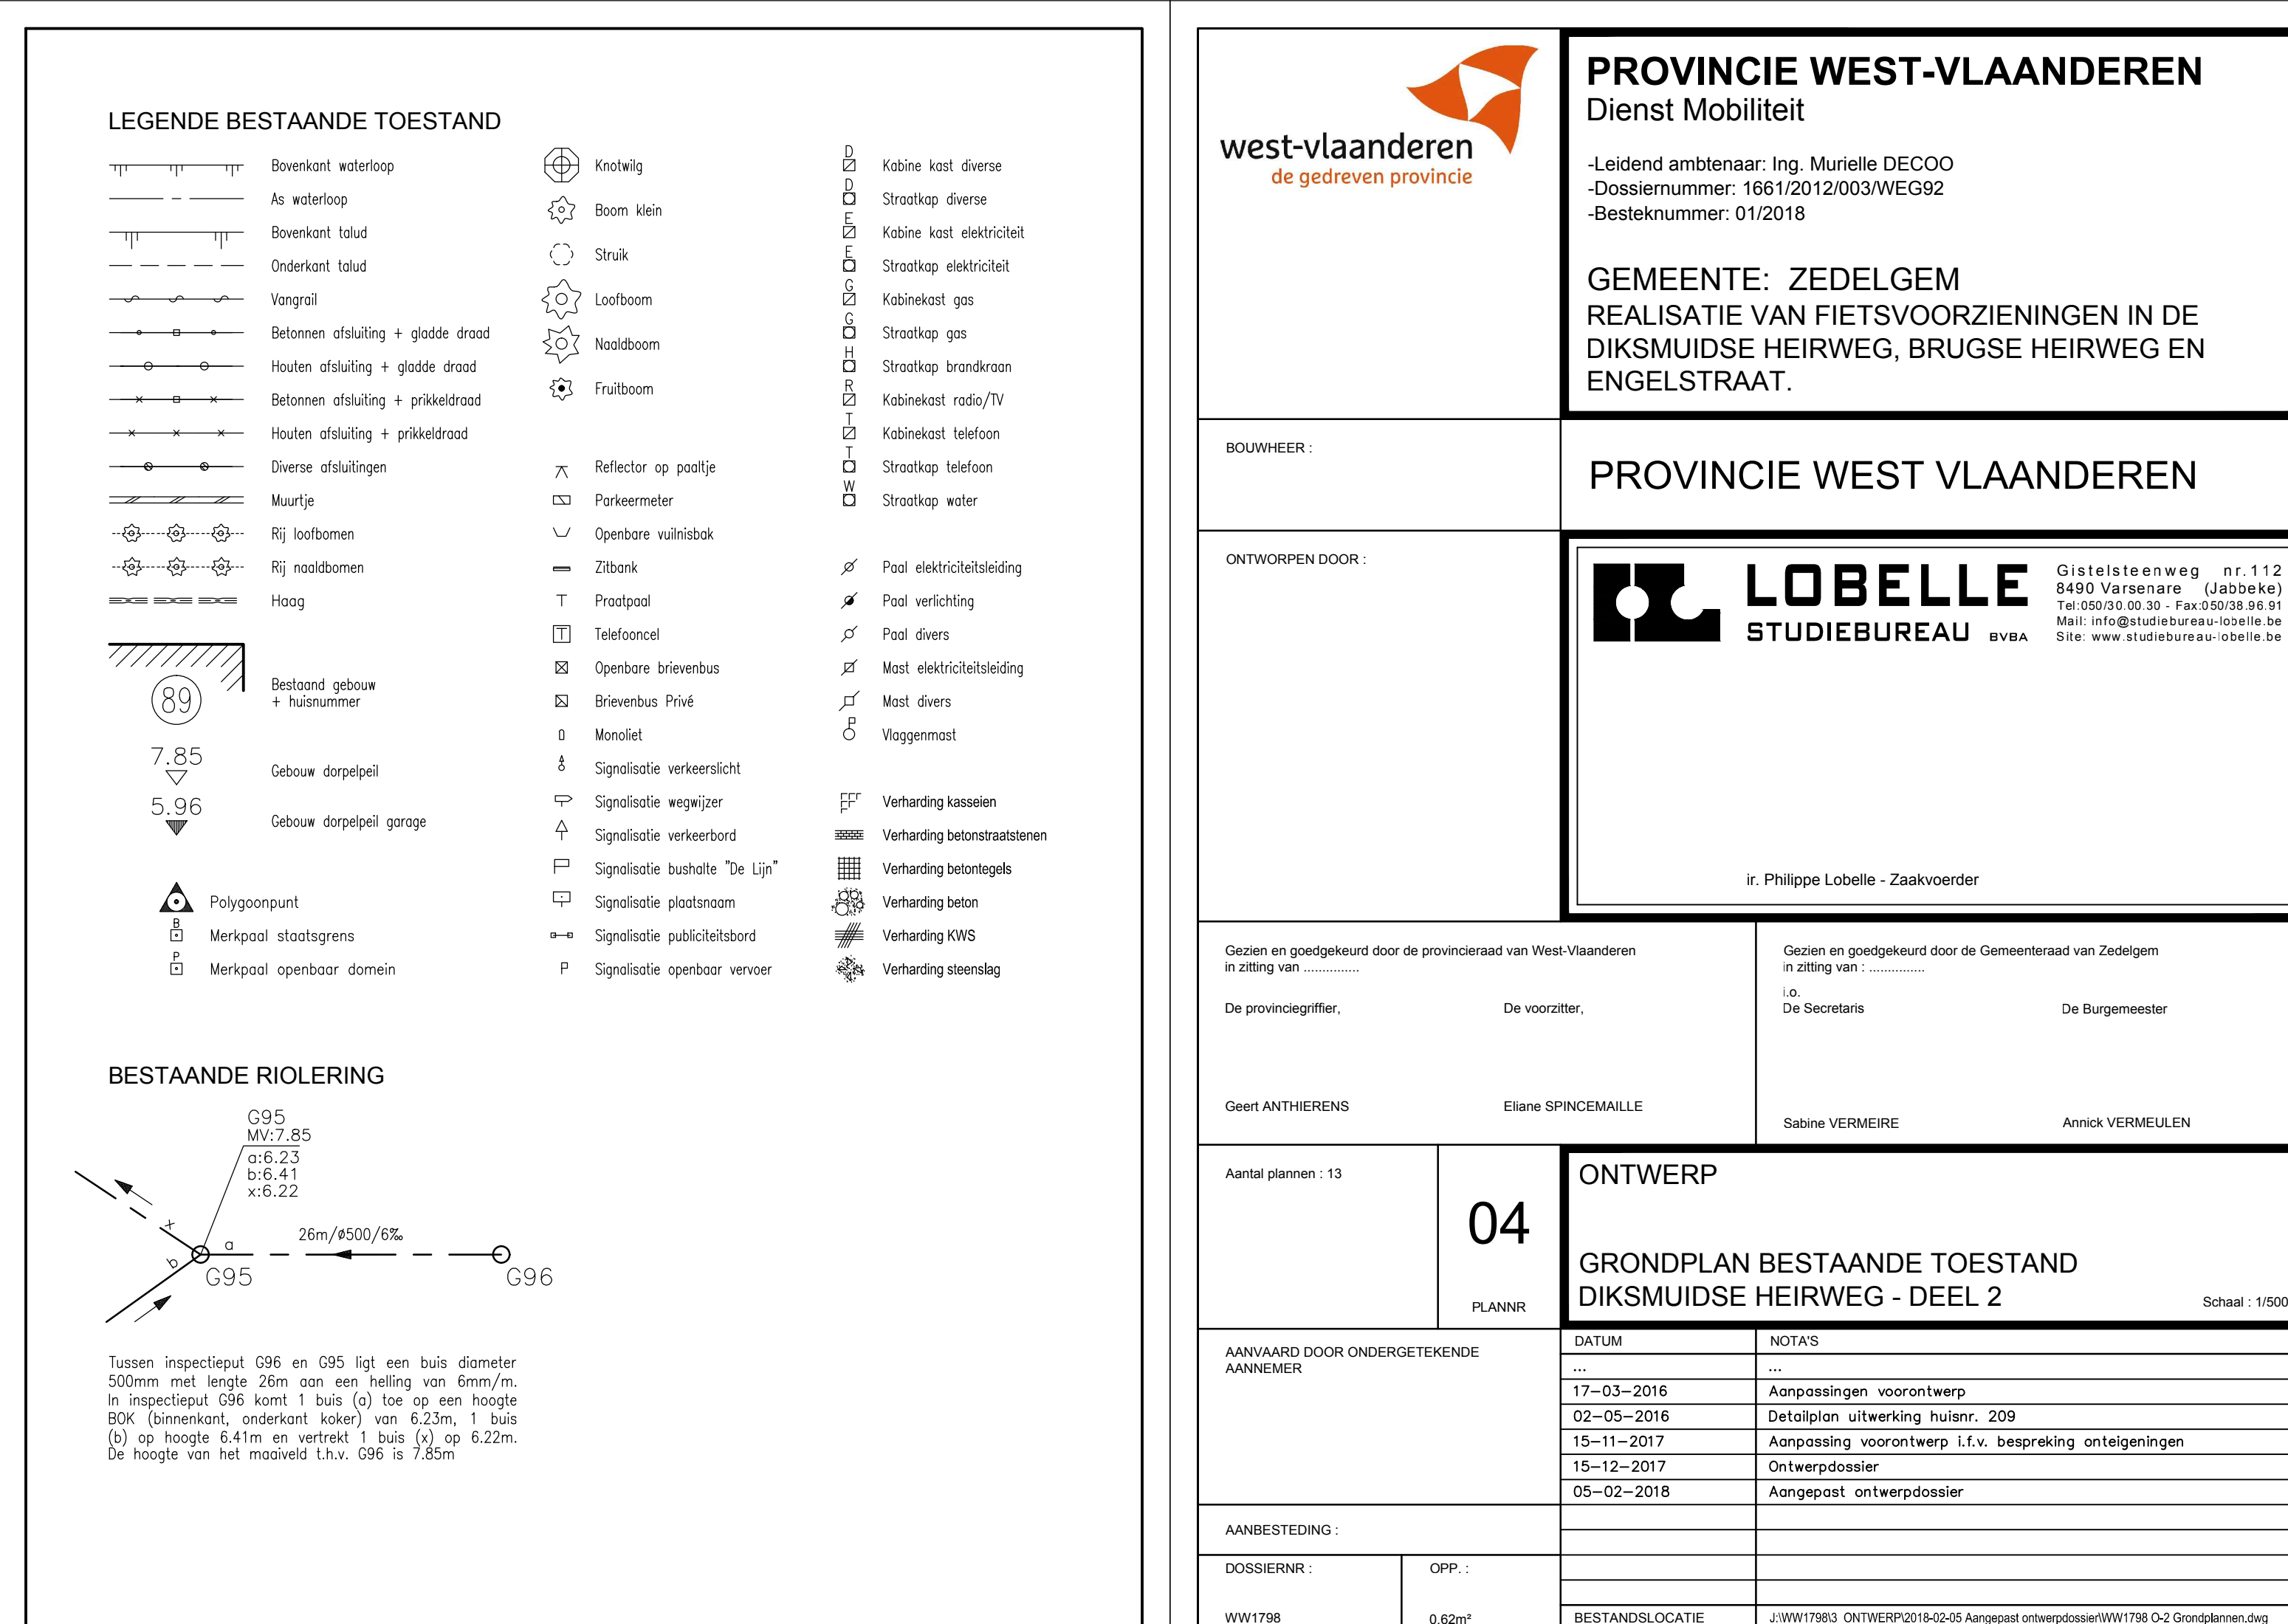 LEGENDE BESTAANDE TOESTAND
Bovenkant waterloop
As waterloop
Bovenkant talud
Onderkant talud
Vangrail
Betonnen afsluiting + gladde draad
Houten afsluiting + gladde draad
Betonnen afsluiting + prikkeldraad
Houten afsluiting + prikkeldraad
Diverse afsluitingen
Muurtje
Rij loofbomen
Rij naaldbomen
Haag
89
Bestaand gebouw
+ huisnummer
7.85
Gebouw dorpelpeil
5.96
Gebouw dorpelpeil garage
Polygoonpunt
B
Merkpaal staatsgrens
P
Merkpaal openbaar domein
Knotwilg
Boom klein
Struik
Loofboom
Naaldboom
Fruitboom
Reflector op paaltje
Parkeermeter
Openbare vuilnisbak
Zitbank
T Praatpaal
T Telefooncel
Openbare brievenbus
Brievenbus Privé
Monoliet
Signalisatie verkeerslicht
Signalisatie wegwijzer
Signalisatie verkeerbord
Signalisatie bushalte "De Lijn"
Signalisatie plaatsnaam
Signalisatie publiciteitsbord
P Signalisatie openbaar vervoer
D
Kabine kast diverse
D
Straatkap diverse
E
Kabine kast elektriciteit
E
Straatkap elektriciteit
G
Kabinekast gas
G
Straatkap gas
H
Straatkap brandkraan
R
Kabinekast radio/TV
T
Kabinekast telefoon
T
Straatkap telefoon
W
Straatkap water
Paal elektriciteitsleiding
Paal verlichting
Paal divers
Mast elektriciteitsleiding
Mast divers
Vlaggenmast
Verharding kasseien
Verharding betonstraatstenen
Verharding betontegels
Verharding beton
Verharding KWS
Verharding steenslag
BESTAANDE RIOLERING
G95
MV:7.85
a:6.23
b:6.41
x:6.22
x
a
b
26m/ø500/6‰
G95
G96
Tussen inspectieput G96 en G95 ligt een buis diameter
500mm met lengte 26m aan een helling van 6mm/m.
In inspectieput G96 komt 1 buis (a) toe op een hoogte
BOK (binnenkant, onderkant koker) van 6.23m, 1 buis
(b) op hoogte 6.41m en vertrekt 1 buis (x) op 6.22m.
De hoogte van het maaiveld t.h.v. G96 is 7.85m
west-vlaanderen
de gedreven provincie
PROVINCIE WEST-VLAANDEREN
Dienst Mobiliteit
-Leidend ambtenaar: Ing. Murielle DECOO
-Dossiernummer: 1661/2012/003/WEG92
-Besteknummer: 01/2018
GEMEENTE: ZEDELGEM
REALISATIE VAN FIETSVOORZIENINGEN IN DE
DIKSMUIDSE HEIRWEG, BRUGSE HEIRWEG EN
ENGELSTRAAT.
BOUWHEER :
PROVINCIE WEST VLAANDEREN
ONTWORPEN DOOR :
LOBELLE
STUDIEBUREAU BVBA
Gistelsteenweg nr.112
8490 Varsenare (Jabbeke)
Tel:050/30.00.30 - Fax:050/38.96.91
Mail: info@studiebureau-lobelle.be
Site: www.studiebureau-lobelle.be
ir. Philippe Lobelle - Zaakvoerder
Gezien en goedgekeurd door de provincieraad van West-Vlaanderen
in zitting van ...............
De provinciegriffier,
De voorzitter,
Geert ANTHIERENS
Eliane SPINCEMAILLE
Gezien en goedgekeurd door de Gemeenteraad van Zedelgem
in zitting van : ...............
i.o.
De Secretaris
De Burgemeester
Sabine VERMEIRE
Annick VERMEULEN
Aantal plannen : 13
04
PLANNR
ONTWERP
GRONDPLAN BESTAANDE TOESTAND
DIKSMUIDSE HEIRWEG - DEEL 2
Schaal : 1/500
AANVAARD DOOR ONDERGETEKENDE
AANNEMER
DATUM NOTA'S
... ...
17-03-2016 Aanpassingen voorontwerp
02-05-2016 Detailplan uitwerking huisnr. 209
15-11-2017 Aanpassing voorontwerp i.f.v. bespreking onteigeningen
15-12-2017 Ontwerpdossier
05-02-2018 Aangepast ontwerpdossier
AANBESTEDING :
DOSSIERNR :
OPP. :
WW1798
0.62m²
BESTANDSLOCATIE
J:\WW1798\3_ONTWERP\2018-02-05 Aangepast ontwerpdossier\WW1798 O-2 Grondplannen.dwg